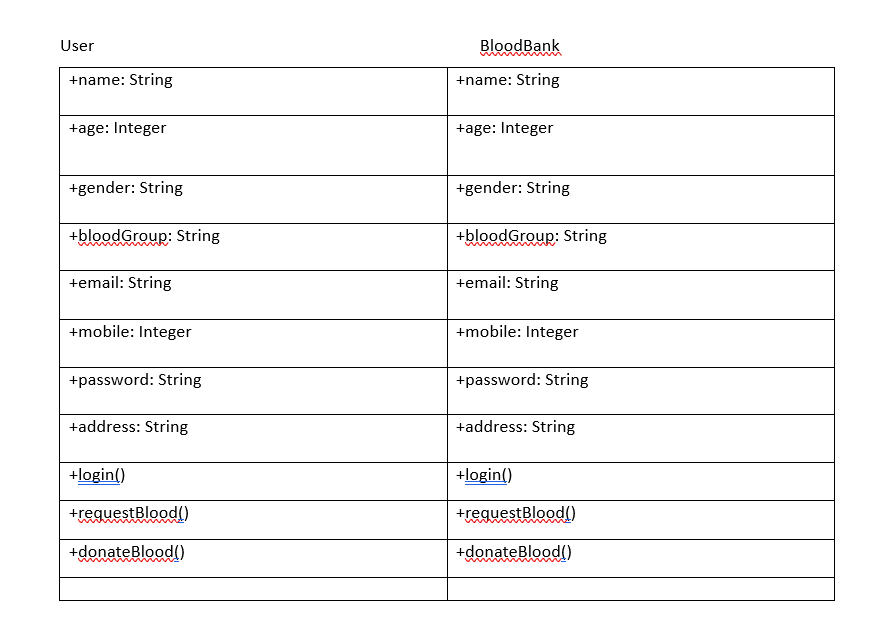 User BloodBank
+name: String +name: String
+age: Integer +age: Integer
+gender: String +gender: String
+bloodGroup: String +bloodGroup: String
+email: String +email: String
+mobile: Integer +mobile: Integer
+password: String +password: String
+address: String +address: String
+login() +login()
+requestBlood() +requestBlood()
+donateBlood() +donateBlood()